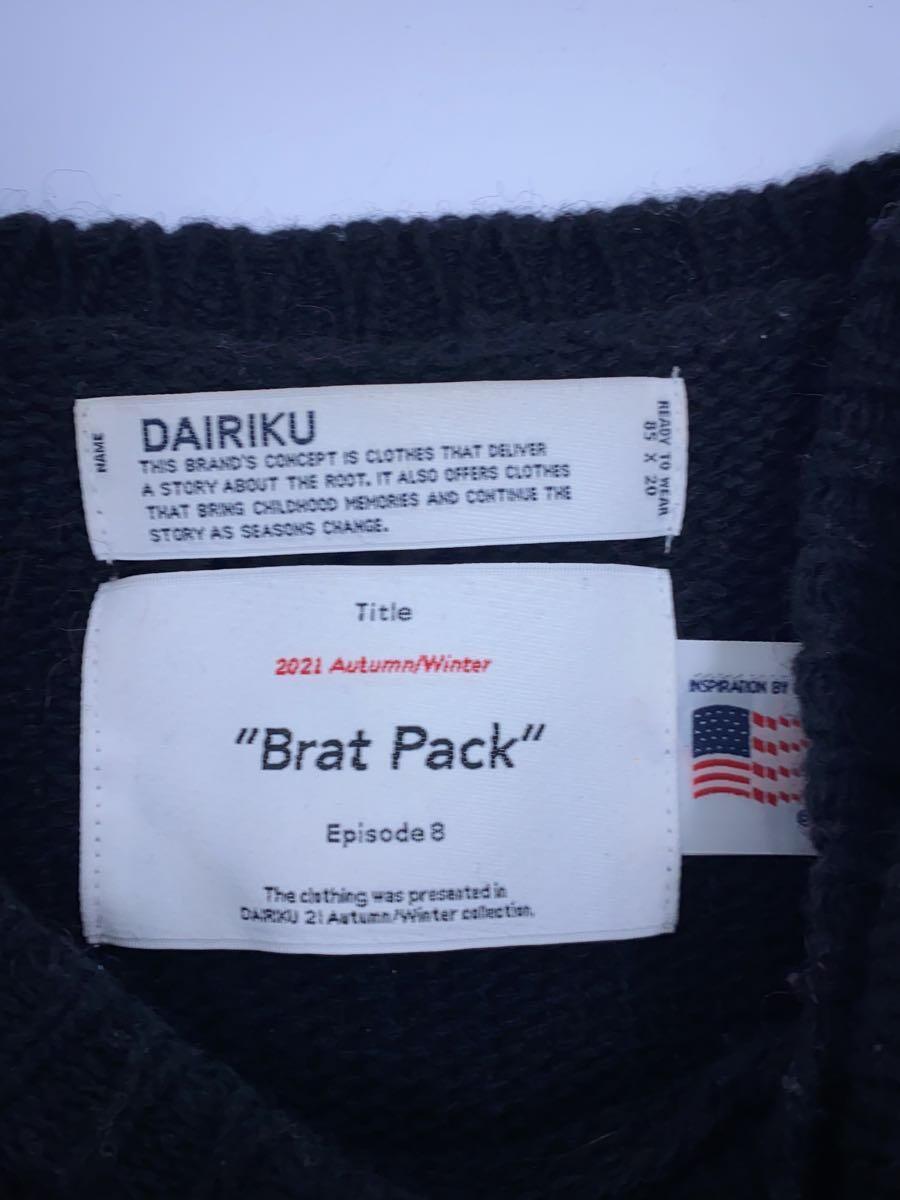 NAME
DAIRIKU
THIS BRAND'S CONCEPT IS CLOTHES THAT DELIVER
A STORY ABOUT THE ROOT. IT ALSO OFFERS CLOTHES
THAT BRING CHILDHOOD MEMORIES AND CONTINUE THE
STORY AS SEASONS CHANGE.
READY TO WEAR
85 X 20
Title
2021 Autumn/Winter
"Brat Pack"
Episode 8
The clothing was presented in
DAIRIKU 21 Autumn/Winter collection.
INSPIRATION BY